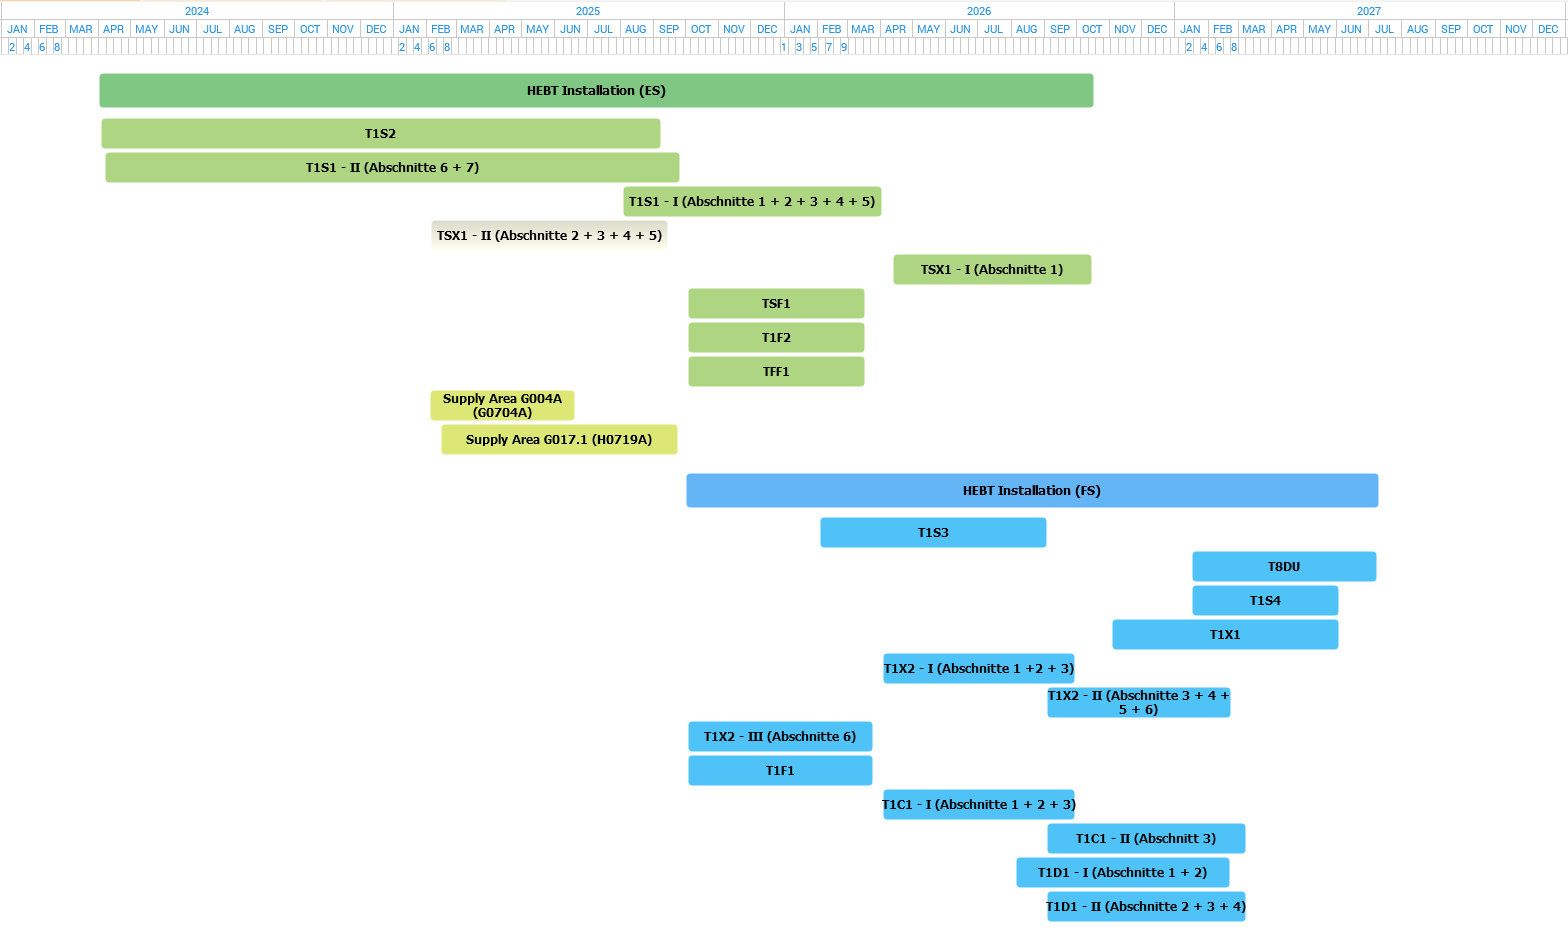 2024 2025 2026 2027
JAN FEB MAR APR MAY JUN JUL AUG SEP OCT NOV DEC JAN FEB MAR APR MAY JUN JUL AUG SEP OCT NOV DEC JAN FEB MAR APR MAY JUN JUL AUG SEP OCT NOV DEC JAN FEB MAR APR MAY JUN JUL AUG SEP OCT NOV DEC
2 4 6 8 2 4 6 8 1 3 5 7 9 2 4 6 8
HEBT Installation (ES)
T1S2
T1S1 - II (Abschnitte 6 + 7)
T1S1 - I (Abschnitte 1 + 2 + 3 + 4 + 5)
TSX1 - II (Abschnitte 2 + 3 + 4 + 5)
TSX1 - I (Abschnitte 1)
TSF1
T1F2
TFF1
Supply Area G004A
(G0704A)
Supply Area G017.1 (H0719A)
HEBT Installation (FS)
T1S3
T8DU
T1S4
T1X1
T1X2 - I (Abschnitte 1 +2 + 3)
T1X2 - II (Abschnitte 3 + 4 +
5 + 6)
T1X2 - III (Abschnitte 6)
T1F1
T1C1 - I (Abschnitte 1 + 2 + 3)
T1C1 - II (Abschnitt 3)
T1D1 - I (Abschnitte 1 + 2)
T1D1 - II (Abschnitte 2 + 3 + 4)